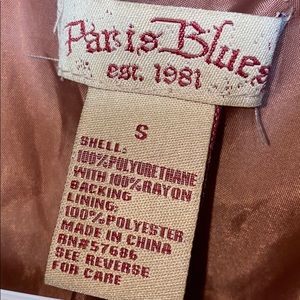 Paris Blues
est. 1981
S
SHELL:
100%POLYURETHANE
WITH 100%RAYON
BACKING
LINING:
100%POLYESTER
MADE IN CHINA
RN#57686
SEE REVERSE
FOR CARE